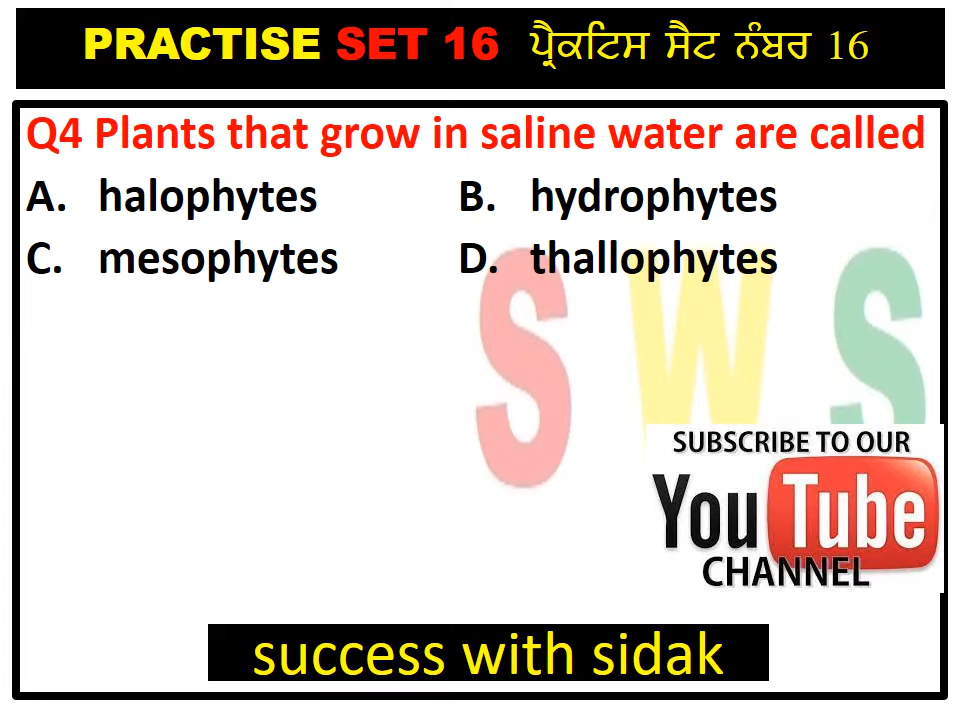 PRACTISE SET 16 ਪ੍ਰੈਕਟਿਸ ਸੈਟ ਨੰਬਰ 16
Q4 Plants that grow in saline water are called
A. halophytes B. hydrophytes
C. mesophytes D. thallophytes
SWS
SUBSCRIBE TO OUR
YouTube
CHANNEL
success with sidak